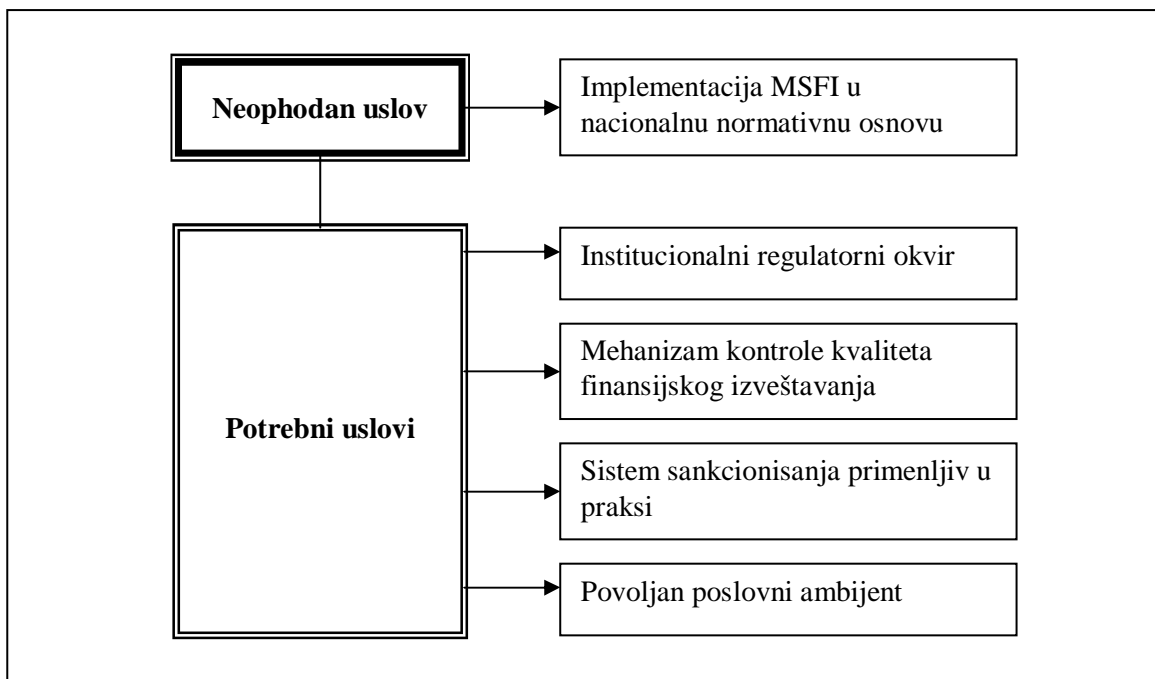 Neophodan uslov
Implementacija MSFI u
nacionalnu normativnu osnovu
Potrebni uslovi
Institucionalni regulatorni okvir
Mehanizam kontrole kvaliteta
finansijskog izveštavanja
Sistem sankcionisanja primenljiv u
praksi
Povoljan poslovni ambijent